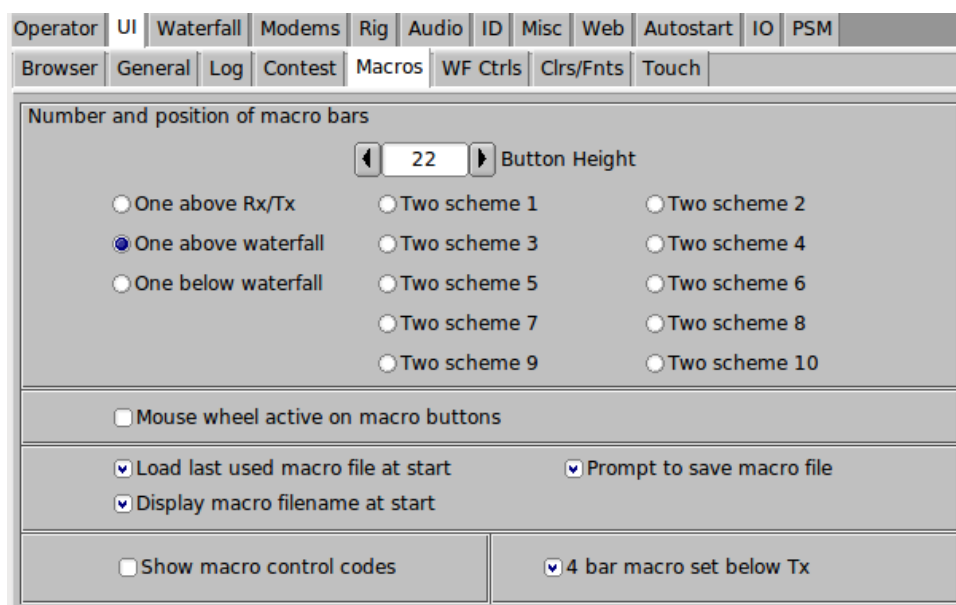 Operator UI Waterfall Modems Rig Audio ID Misc Web Autostart IO PSM
Browser General Log Contest Macros WF Ctrls Clrs/Fnts Touch
Number and position of macro bars
22 Button Height
One above Rx/Tx Two scheme 1 Two scheme 2
One above waterfall Two scheme 3 Two scheme 4
One below waterfall Two scheme 5 Two scheme 6
Two scheme 7 Two scheme 8
Two scheme 9 Two scheme 10
Mouse wheel active on macro buttons
Load last used macro file at start Prompt to save macro file
Display macro filename at start
Show macro control codes 4 bar macro set below Tx